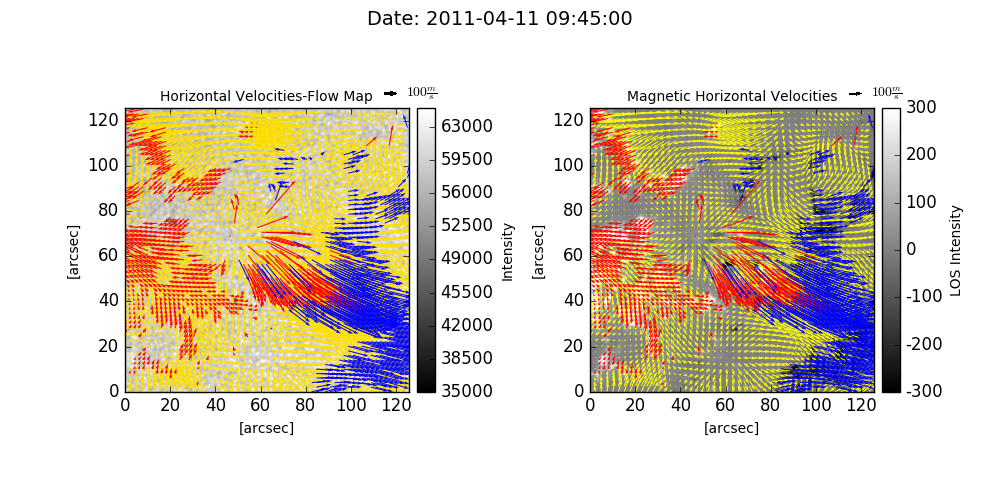 Date: 2011-04-11 09:45:00
Horizontal Velocities-Flow Map
100 m/s
Magnetic Horizontal Velocities
100 m/s
120
100
80
60
40
20
0
0 20 40 60 80 100 120
[arcsec]
[arcsec]
63000
59500
56000
52500
49000
45500
42000
38500
35000
Intensity
120
100
80
60
40
20
0
0 20 40 60 80 100 120
[arcsec]
[arcsec]
300
200
100
0
-100
-200
-300
LOS Intensity